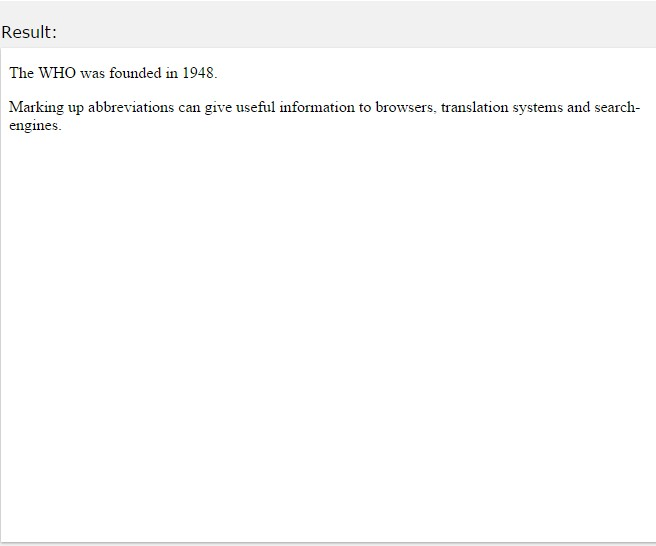 Result:
The WHO was founded in 1948.
Marking up abbreviations can give useful information to browsers, translation systems and search-
engines.